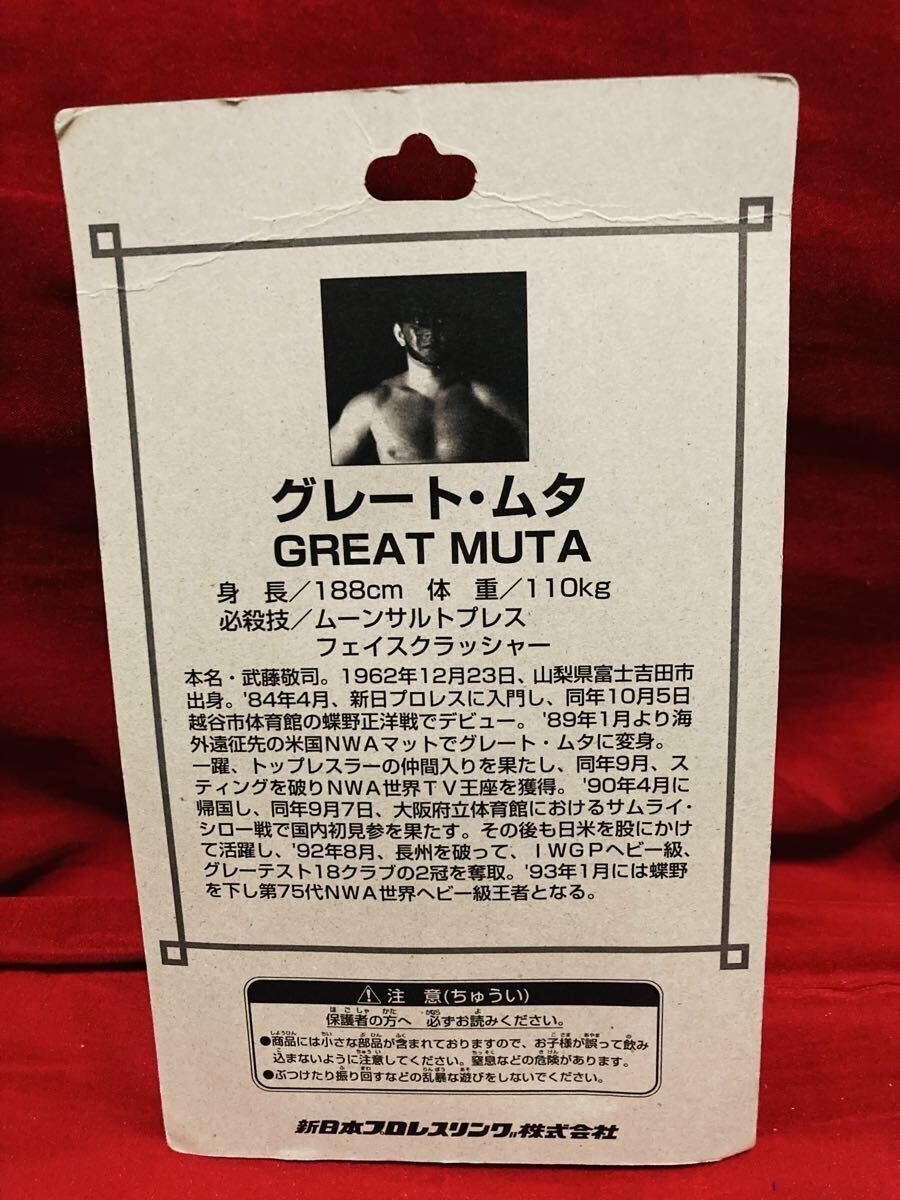 グレート・ムタ
GREAT MUTA
身 長／188cm 体 重／110kg
必殺技／ムーンサルトプレス
フェイスクラッシャー
本名・武藤敬司。1962年12月23日、山梨県富士吉田市
出身。'84年4月、新日プロレスに入門し、同年10月5日
越谷市体育館の蝶野正洋戦でデビュー。'89年1月より海
外遠征先の米国NWAマットでグレート・ムタに変身。
一躍、トップレスラーの仲間入りを果たし、同年9月、ス
ティングを破りNWA世界TV王座を獲得。'90年4月に
帰国し、同年9月7日、大阪府立体育館におけるサムライ・
シロー戦で国内初見参を果たす。その後も日米を股にかけ
て活躍し、'92年8月、長州を破って、IWGPヘビー級、
グレーテスト18クラブの2冠を奪取。'93年1月には蝶野
を下し第75代NWA世界ヘビー級王者となる。
⚠注 意(ちゅうい)
保護者の方へ 必ずお読みください。
●商品には小さな部品が含まれておりますので、お子様が誤って飲み
込まないように注意してください。窒息などの危険があります。
●ぶつけたり振り回すなどの乱暴な遊びをしないでください。
新日本プロレスリング株式会社